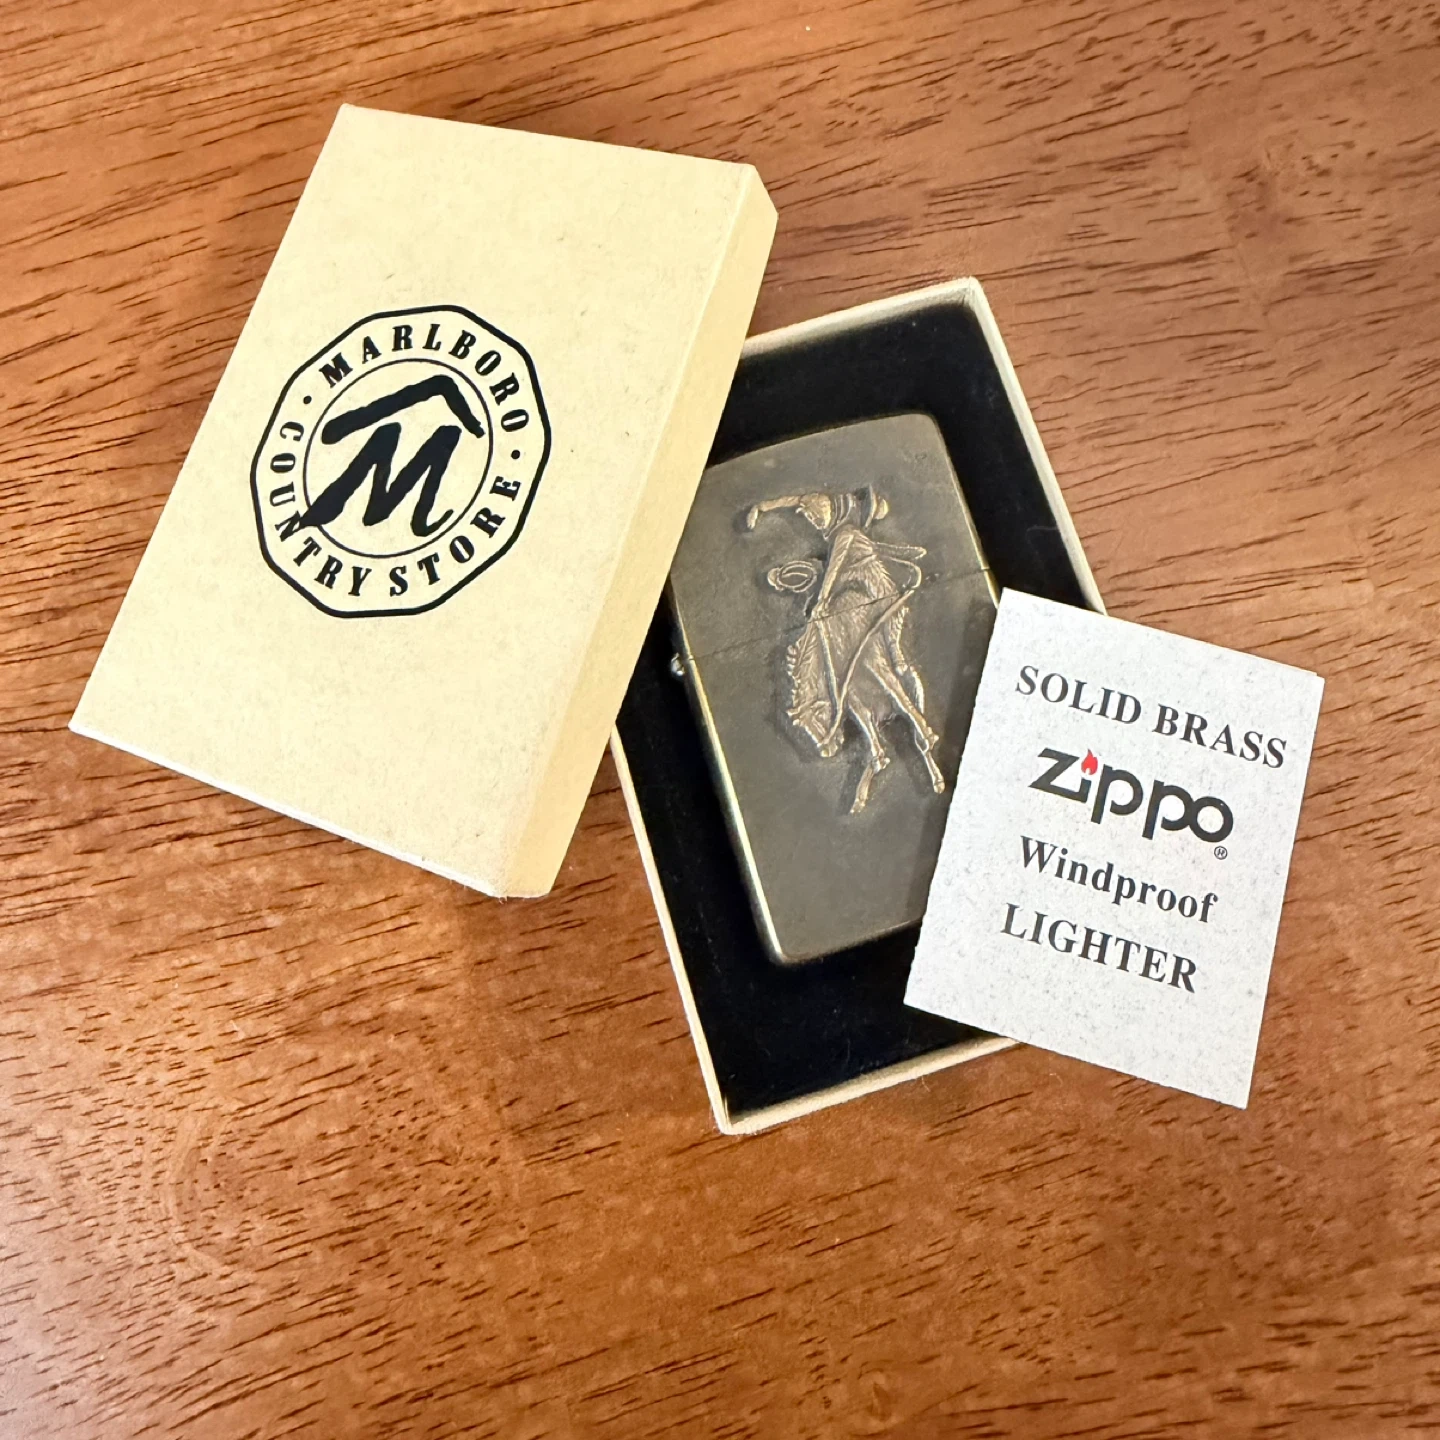 MARLBORO
COUNTRY STORE
M
SOLID BRASS
Zippo®
Windproof
LIGHTER